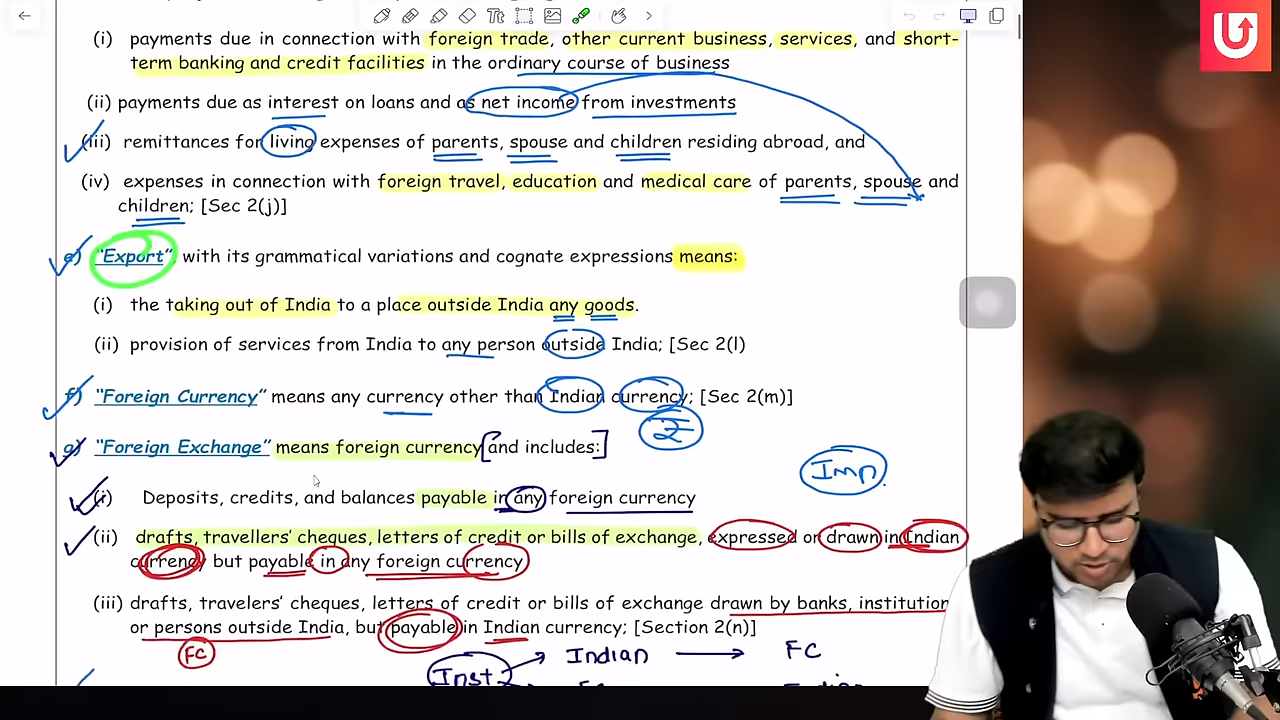 (i) payments due in connection with foreign trade, other current business, services, and short-
term banking and credit facilities in the ordinary course of business
(ii) payments due as interest on loans and as net income from investments
(iii) remittances for living expenses of parents, spouse and children residing abroad, and
(iv) expenses in connection with foreign travel, education and medical care of parents, spouse and
children; [Sec 2(j)]
e) "Export" with its grammatical variations and cognate expressions means:
(i) the taking out of India to a place outside India any goods.
(ii) provision of services from India to any person outside India; [Sec 2(l)
f) "Foreign Currency" means any currency other than Indian currency; [Sec 2(m)]
g) "Foreign Exchange" means foreign currency [and includes:]
Imp.
(i) Deposits, credits, and balances payable in any foreign currency
(ii) drafts, travellers' cheques, letters of credit or bills of exchange, expressed or drawn in Indian
currency but payable in any foreign currency
(iii) drafts, travelers' cheques, letters of credit or bills of exchange drawn by banks, institution
or persons outside India, but payable in Indian currency; [Section 2(n)]
FC
Inst → Indian → FC